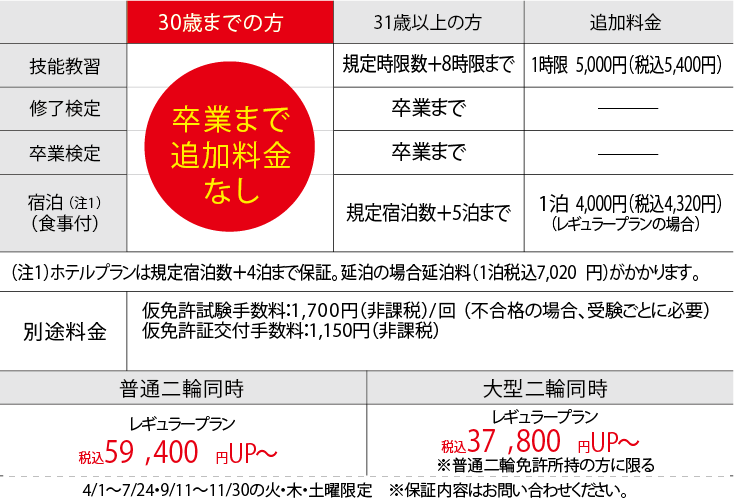 30歳までの方 31歳以上の方 追加料金
技能教習 規定時限数＋8時限まで 1時限 5,000円（税込5,400円）
修了検定 卒業まで ———
卒業検定 卒業まで ———
卒業まで
追加料金
なし
宿泊（注1）
（食事付） 規定宿泊数＋5泊まで 1泊 4,000円（税込4,320円）
（レギュラープランの場合）
（注1）ホテルプランは規定宿泊数＋4泊まで保証。延泊の場合延泊料（1泊税込7,020 円）がかかります。
別途料金
仮免許試験手数料：1,700円（非課税）/回（不合格の場合、受験ごとに必要）
仮免許証交付手数料：1,150円（非課税）
普通二輪同時 大型二輪同時
レギュラープラン
税込59 ,400 円UP〜
レギュラープラン
税込37 ,800 円UP〜
※普通二輪免許所持の方に限る
4/1〜7/24・9/11〜11/30の火・木・土曜限定 ※保証内容はお問い合わせください。